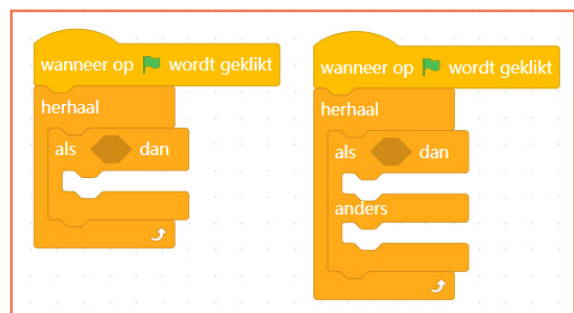 wanneer op wordt geklikt
herhaal
als dan
wanneer op wordt geklikt
herhaal
als dan
anders